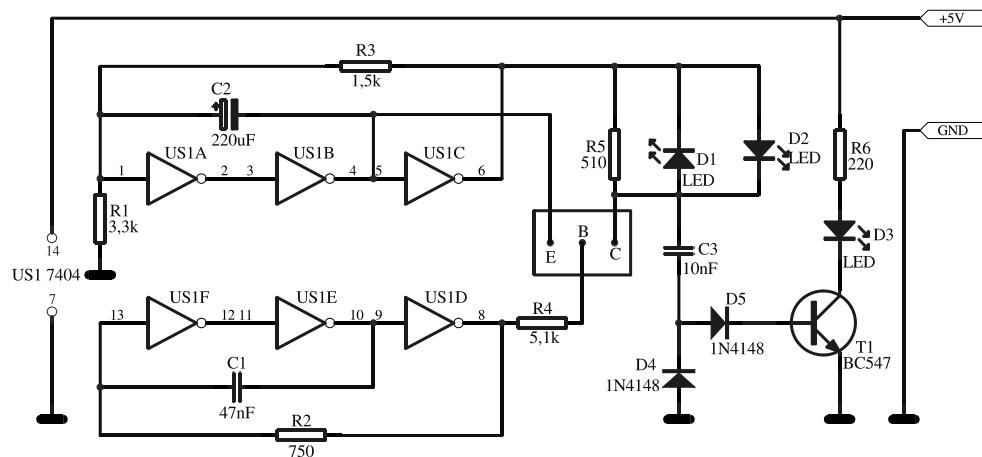 +5V
R3
1,5k
C2
220uF
R5
510
D1
LED
D2
LED
R6
220
GND
US1A
US1B
US1C
1
2
3
4
5
6
R1
3,3k
14
US1 7404
7
E
B
C
C3
10nF
D3
LED
US1F
US1E
US1D
13
12
11
10
9
8
R4
5,1k
D5
1N4148
T1
BC547
D4
1N4148
C1
47nF
R2
750